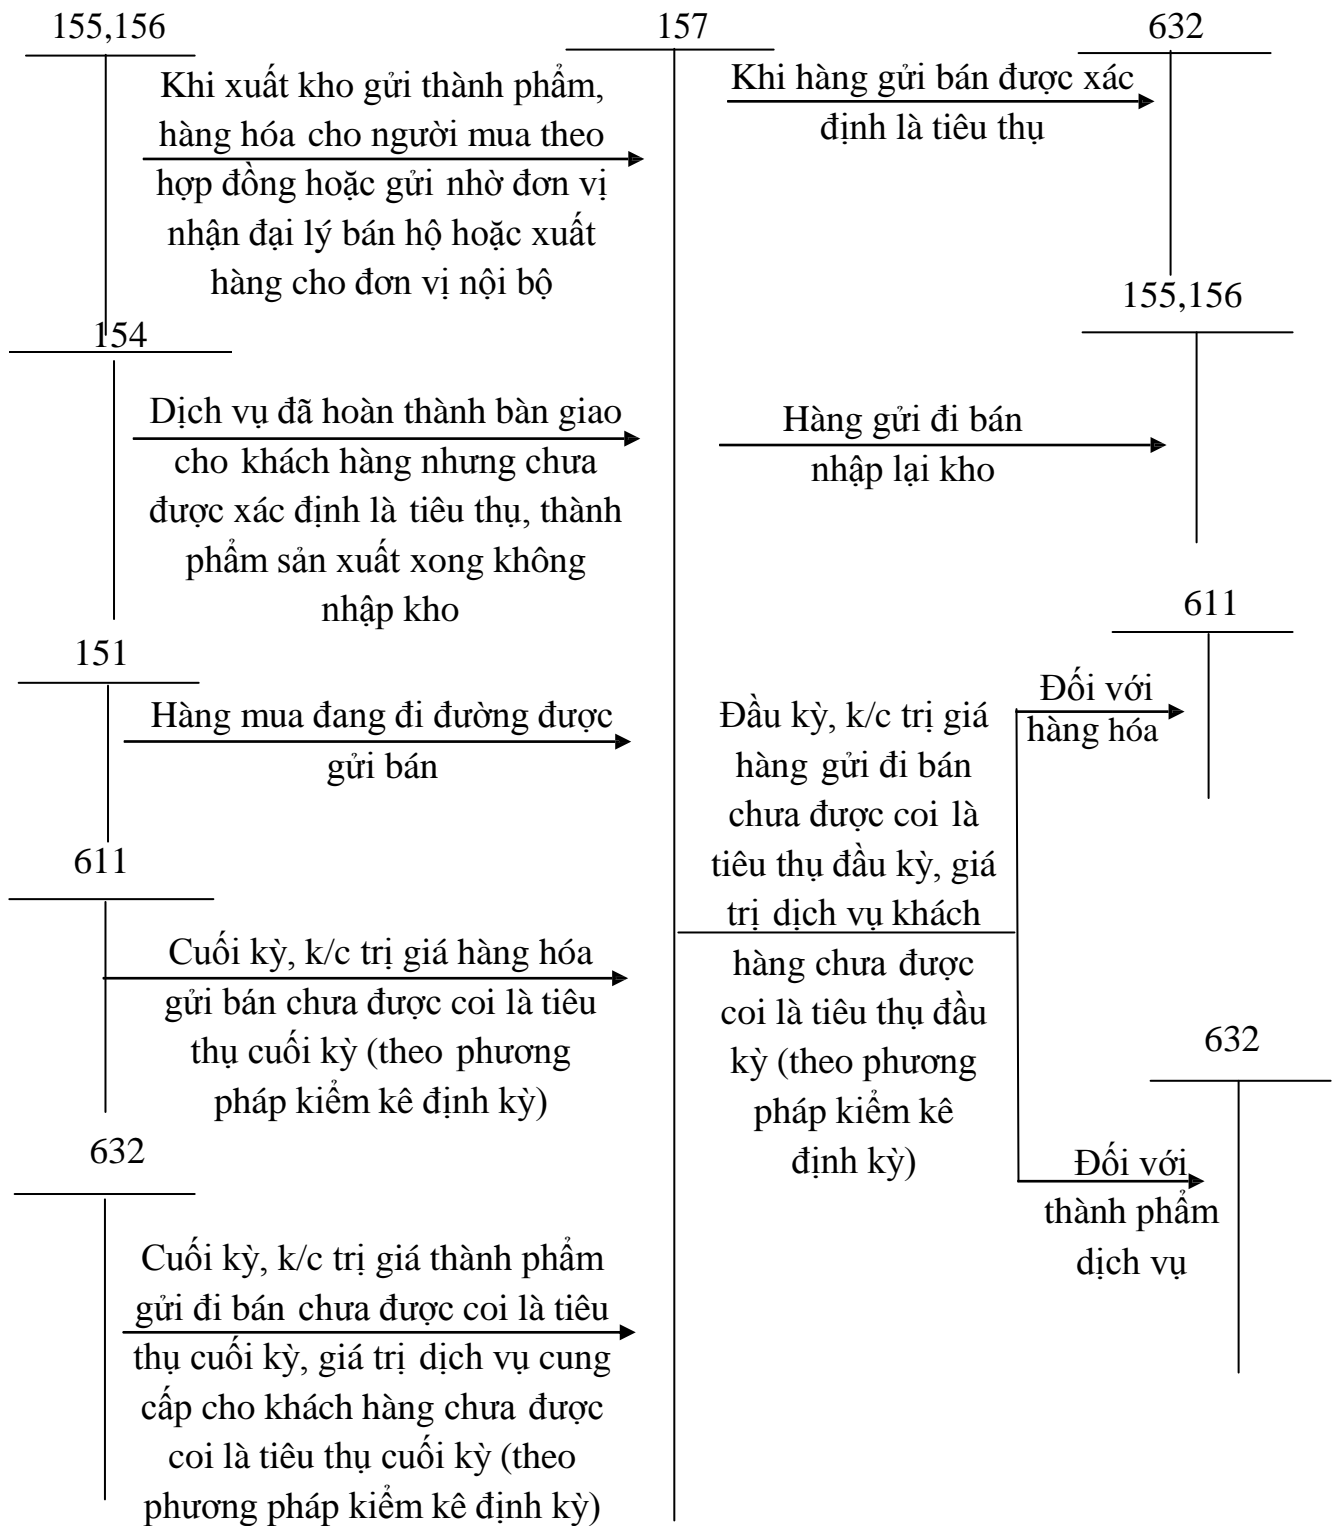 155,156
157
632
Khi xuất kho gửi thành phẩm,
hàng hóa cho người mua theo
hợp đồng hoặc gửi nhờ đơn vị
nhận đại lý bán hộ hoặc xuất
hàng cho đơn vị nội bộ
Khi hàng gửi bán được xác
định là tiêu thụ
155,156
154
Dịch vụ đã hoàn thành bàn giao
cho khách hàng nhưng chưa
được xác định là tiêu thụ, thành
phẩm sản xuất xong không
nhập kho
Hàng gửi đi bán
nhập lại kho
611
151
Hàng mua đang đi đường được
gửi bán
Đầu kỳ, k/c trị giá
hàng gửi đi bán
chưa được coi là
tiêu thụ đầu kỳ, giá
trị dịch vụ khách
hàng chưa được
coi là tiêu thụ đầu
kỳ (theo phương
pháp kiểm kê
định kỳ)
Đối với
hàng hóa
611
Cuối kỳ, k/c trị giá hàng hóa
gửi bán chưa được coi là tiêu
thụ cuối kỳ (theo phương
pháp kiểm kê định kỳ)
632
Đối với
thành phẩm
dịch vụ
632
Cuối kỳ, k/c trị giá thành phẩm
gửi đi bán chưa được coi là tiêu
thụ cuối kỳ, giá trị dịch vụ cung
cấp cho khách hàng chưa được
coi là tiêu thụ cuối kỳ (theo
phương pháp kiểm kê định kỳ)